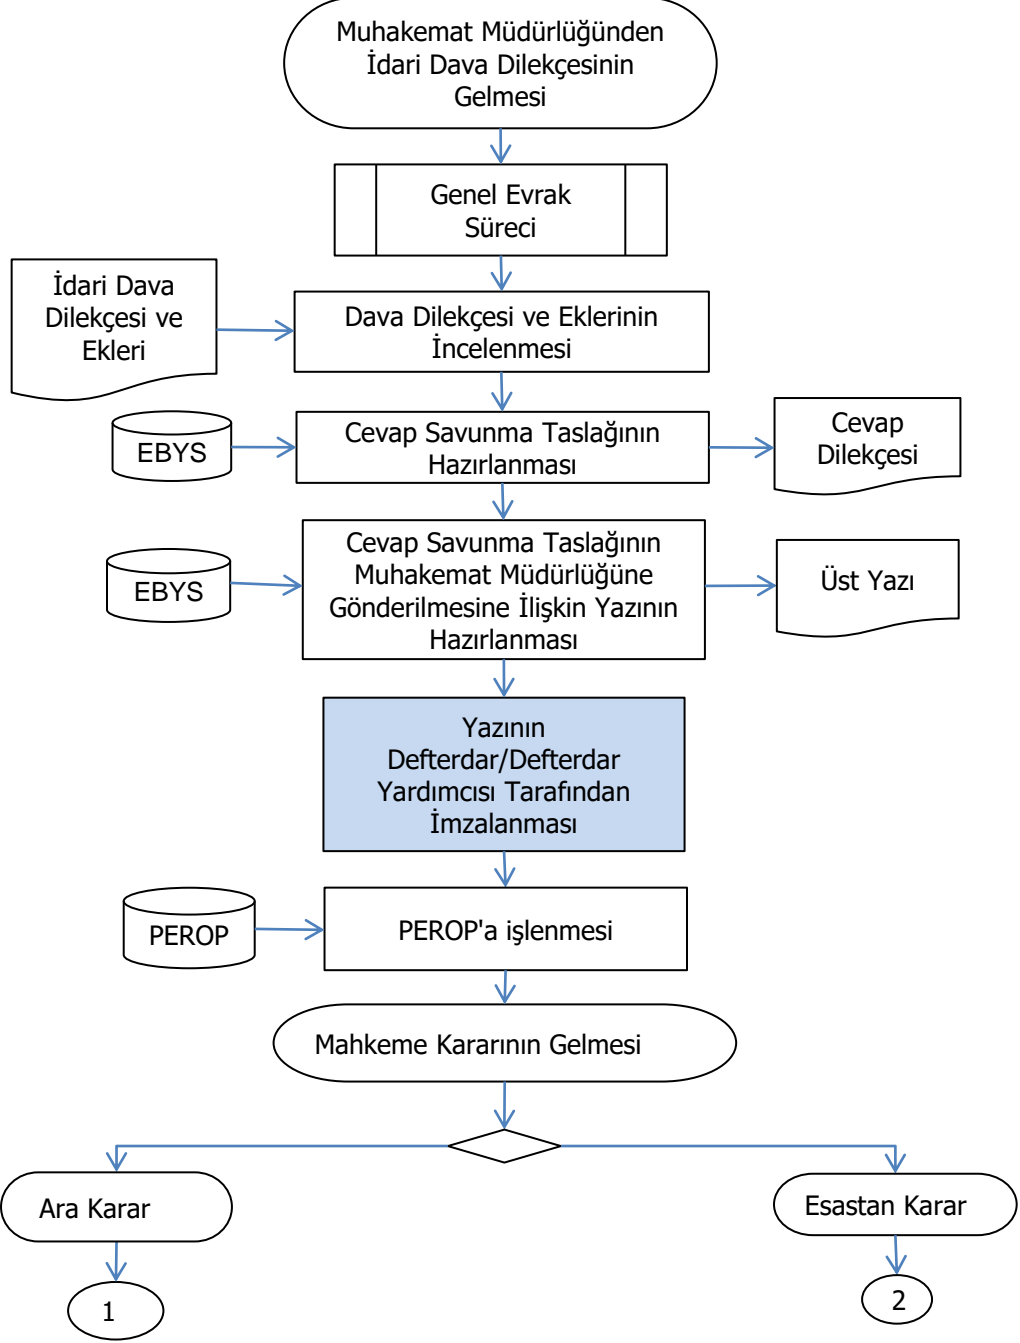 Muhakemat Müdürlüğünden
İdari Dava Dilekçesinin
Gelmesi
Genel Evrak
Süreci
İdari Dava
Dilekçesi ve
Ekleri
Dava Dilekçesi ve Eklerinin
İncelenmesi
EBYS
Cevap Savunma Taslağının
Hazırlanması
Cevap
Dilekçesi
EBYS
Cevap Savunma Taslağının
Muhakemat Müdürlüğüne
Gönderilmesine İlişkin Yazının
Hazırlanması
Üst Yazı
Yazının
Defterdar/Defterdar
Yardımcısı Tarafından
İmzalanması
PEROP
PEROP'a işlenmesi
Mahkeme Kararının Gelmesi
Ara Karar
Esastan Karar
1
2